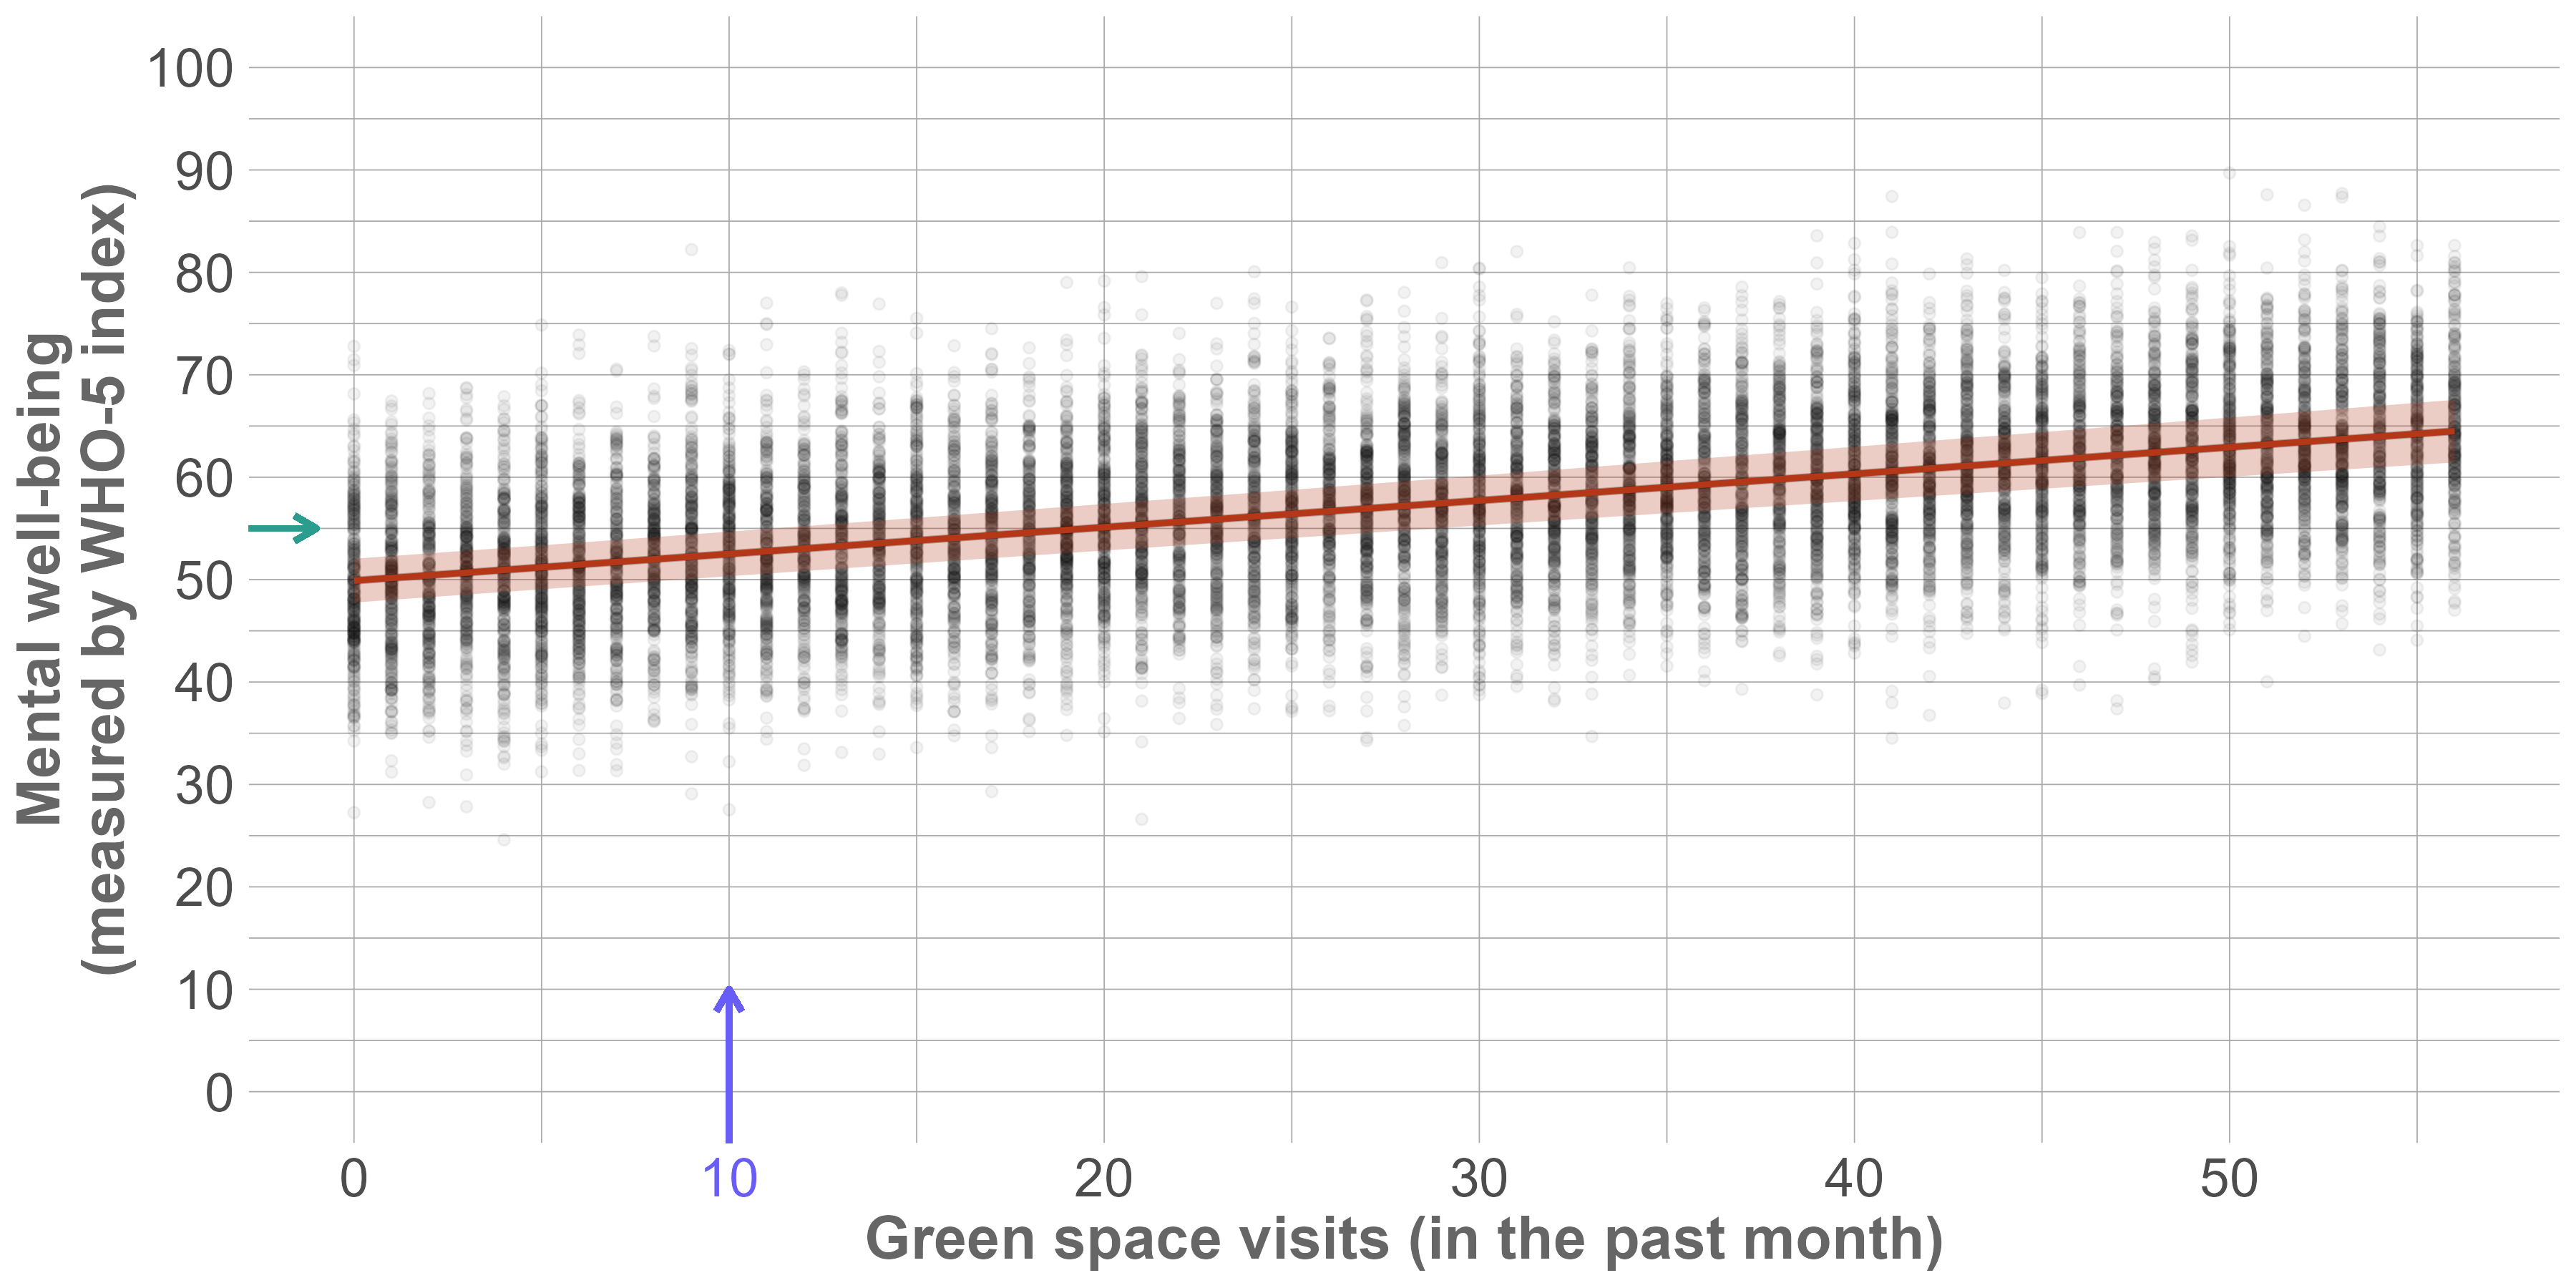 Mental well-being
(measured by WHO-5 index)
100
90
80
70
60
50
40
30
20
10
0
0 10 20 30 40 50
Green space visits (in the past month)